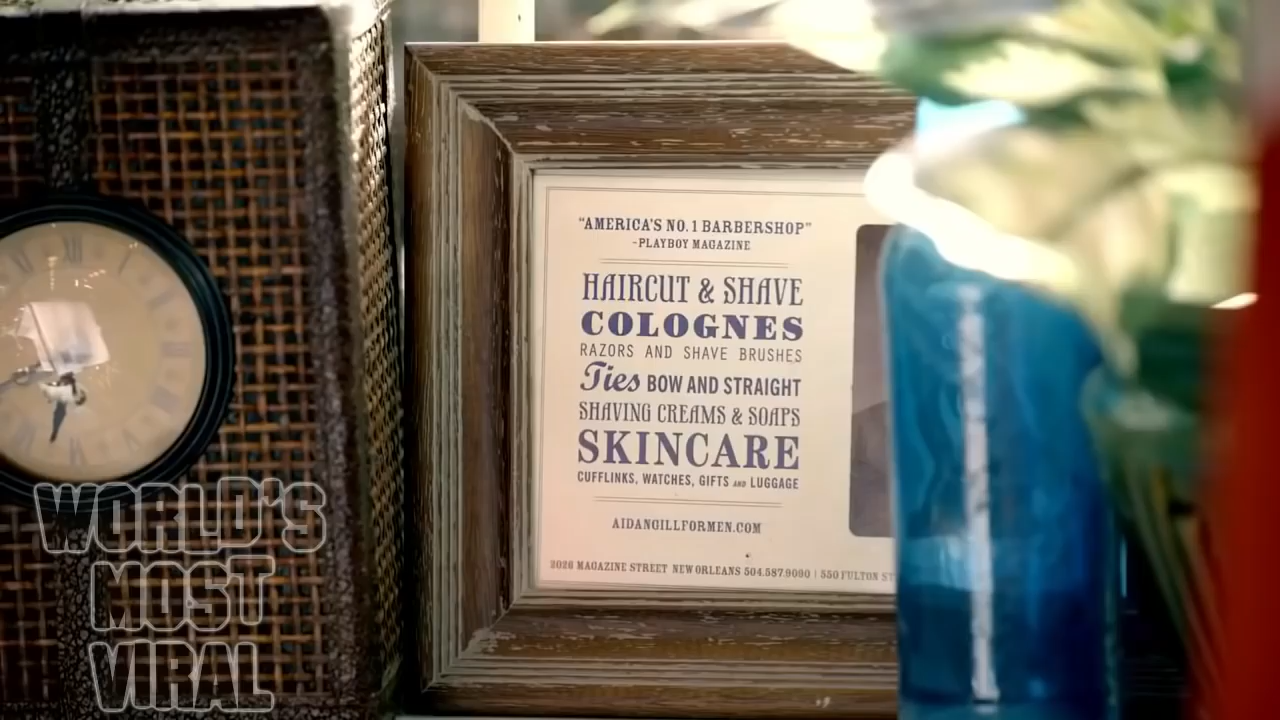 "AMERICA'S NO. 1 BARBERSHOP"
-PLAYBOY MAGAZINE
HAIRCUT & SHAVE
COLOGNES
RAZORS AND SHAVE BRUSHES
Ties BOW AND STRAIGHT
SHAVING CREAMS & SOAPS
SKINCARE
CUFFLINKS, WATCHES, GIFTS AND LUGGAGE
AIDANGILLFORMEN.COM
2026 MAGAZINE STREET NEW ORLEANS 504.587.9090 | 550 FULTON
WORLD'S
MOST
VIRAL